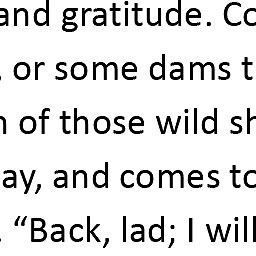 and gratitude. Co
, or some dams t
n of those wild sh
ay, and comes to
. “Back, lad; I will